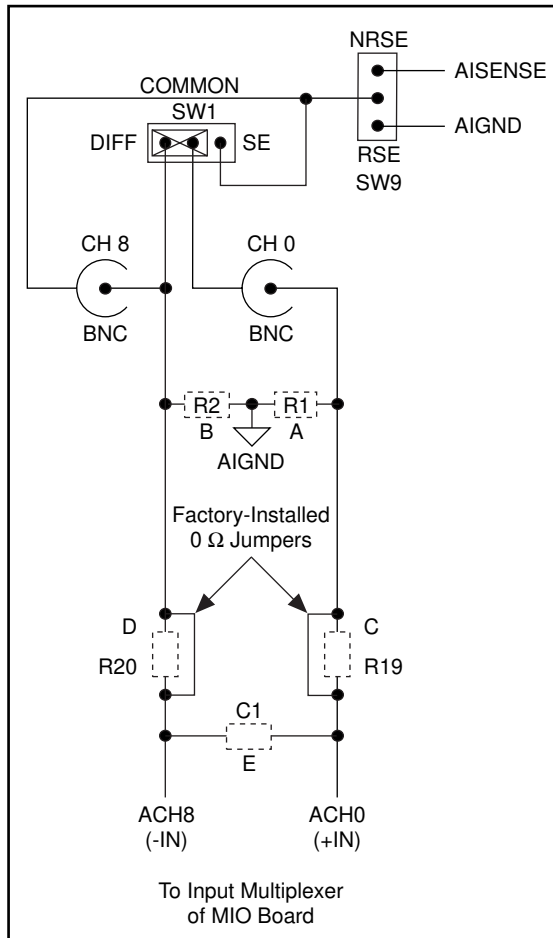 NRSE
AISENSE
COMMON
SW1
DIFF
SE
AIGND
RSE
SW9
CH 8
CH 0
BNC
BNC
R2
R1
B
A
AIGND
Factory-Installed
0 Ω Jumpers
D
C
R20
R19
C1
E
ACH8
(-IN)
ACH0
(+IN)
To Input Multiplexer
of MIO Board